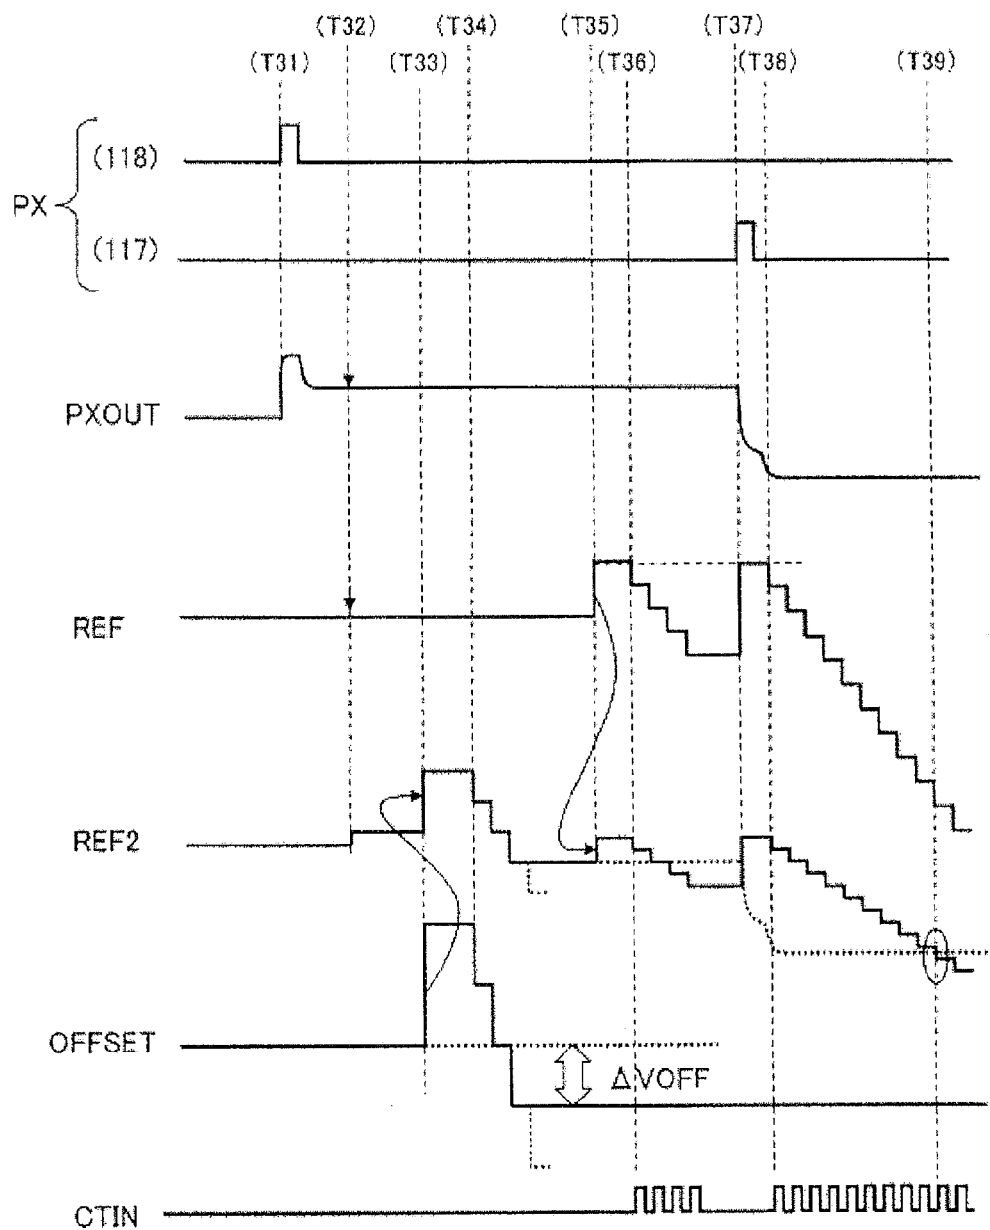 (T32) (T34) (T35) (T37)
(T31) (T33) (T36) (T38) (T39)
(118)
PX
(117)
PXOUT
REF
REF2
OFFSET
ΔVOFF
CTIN